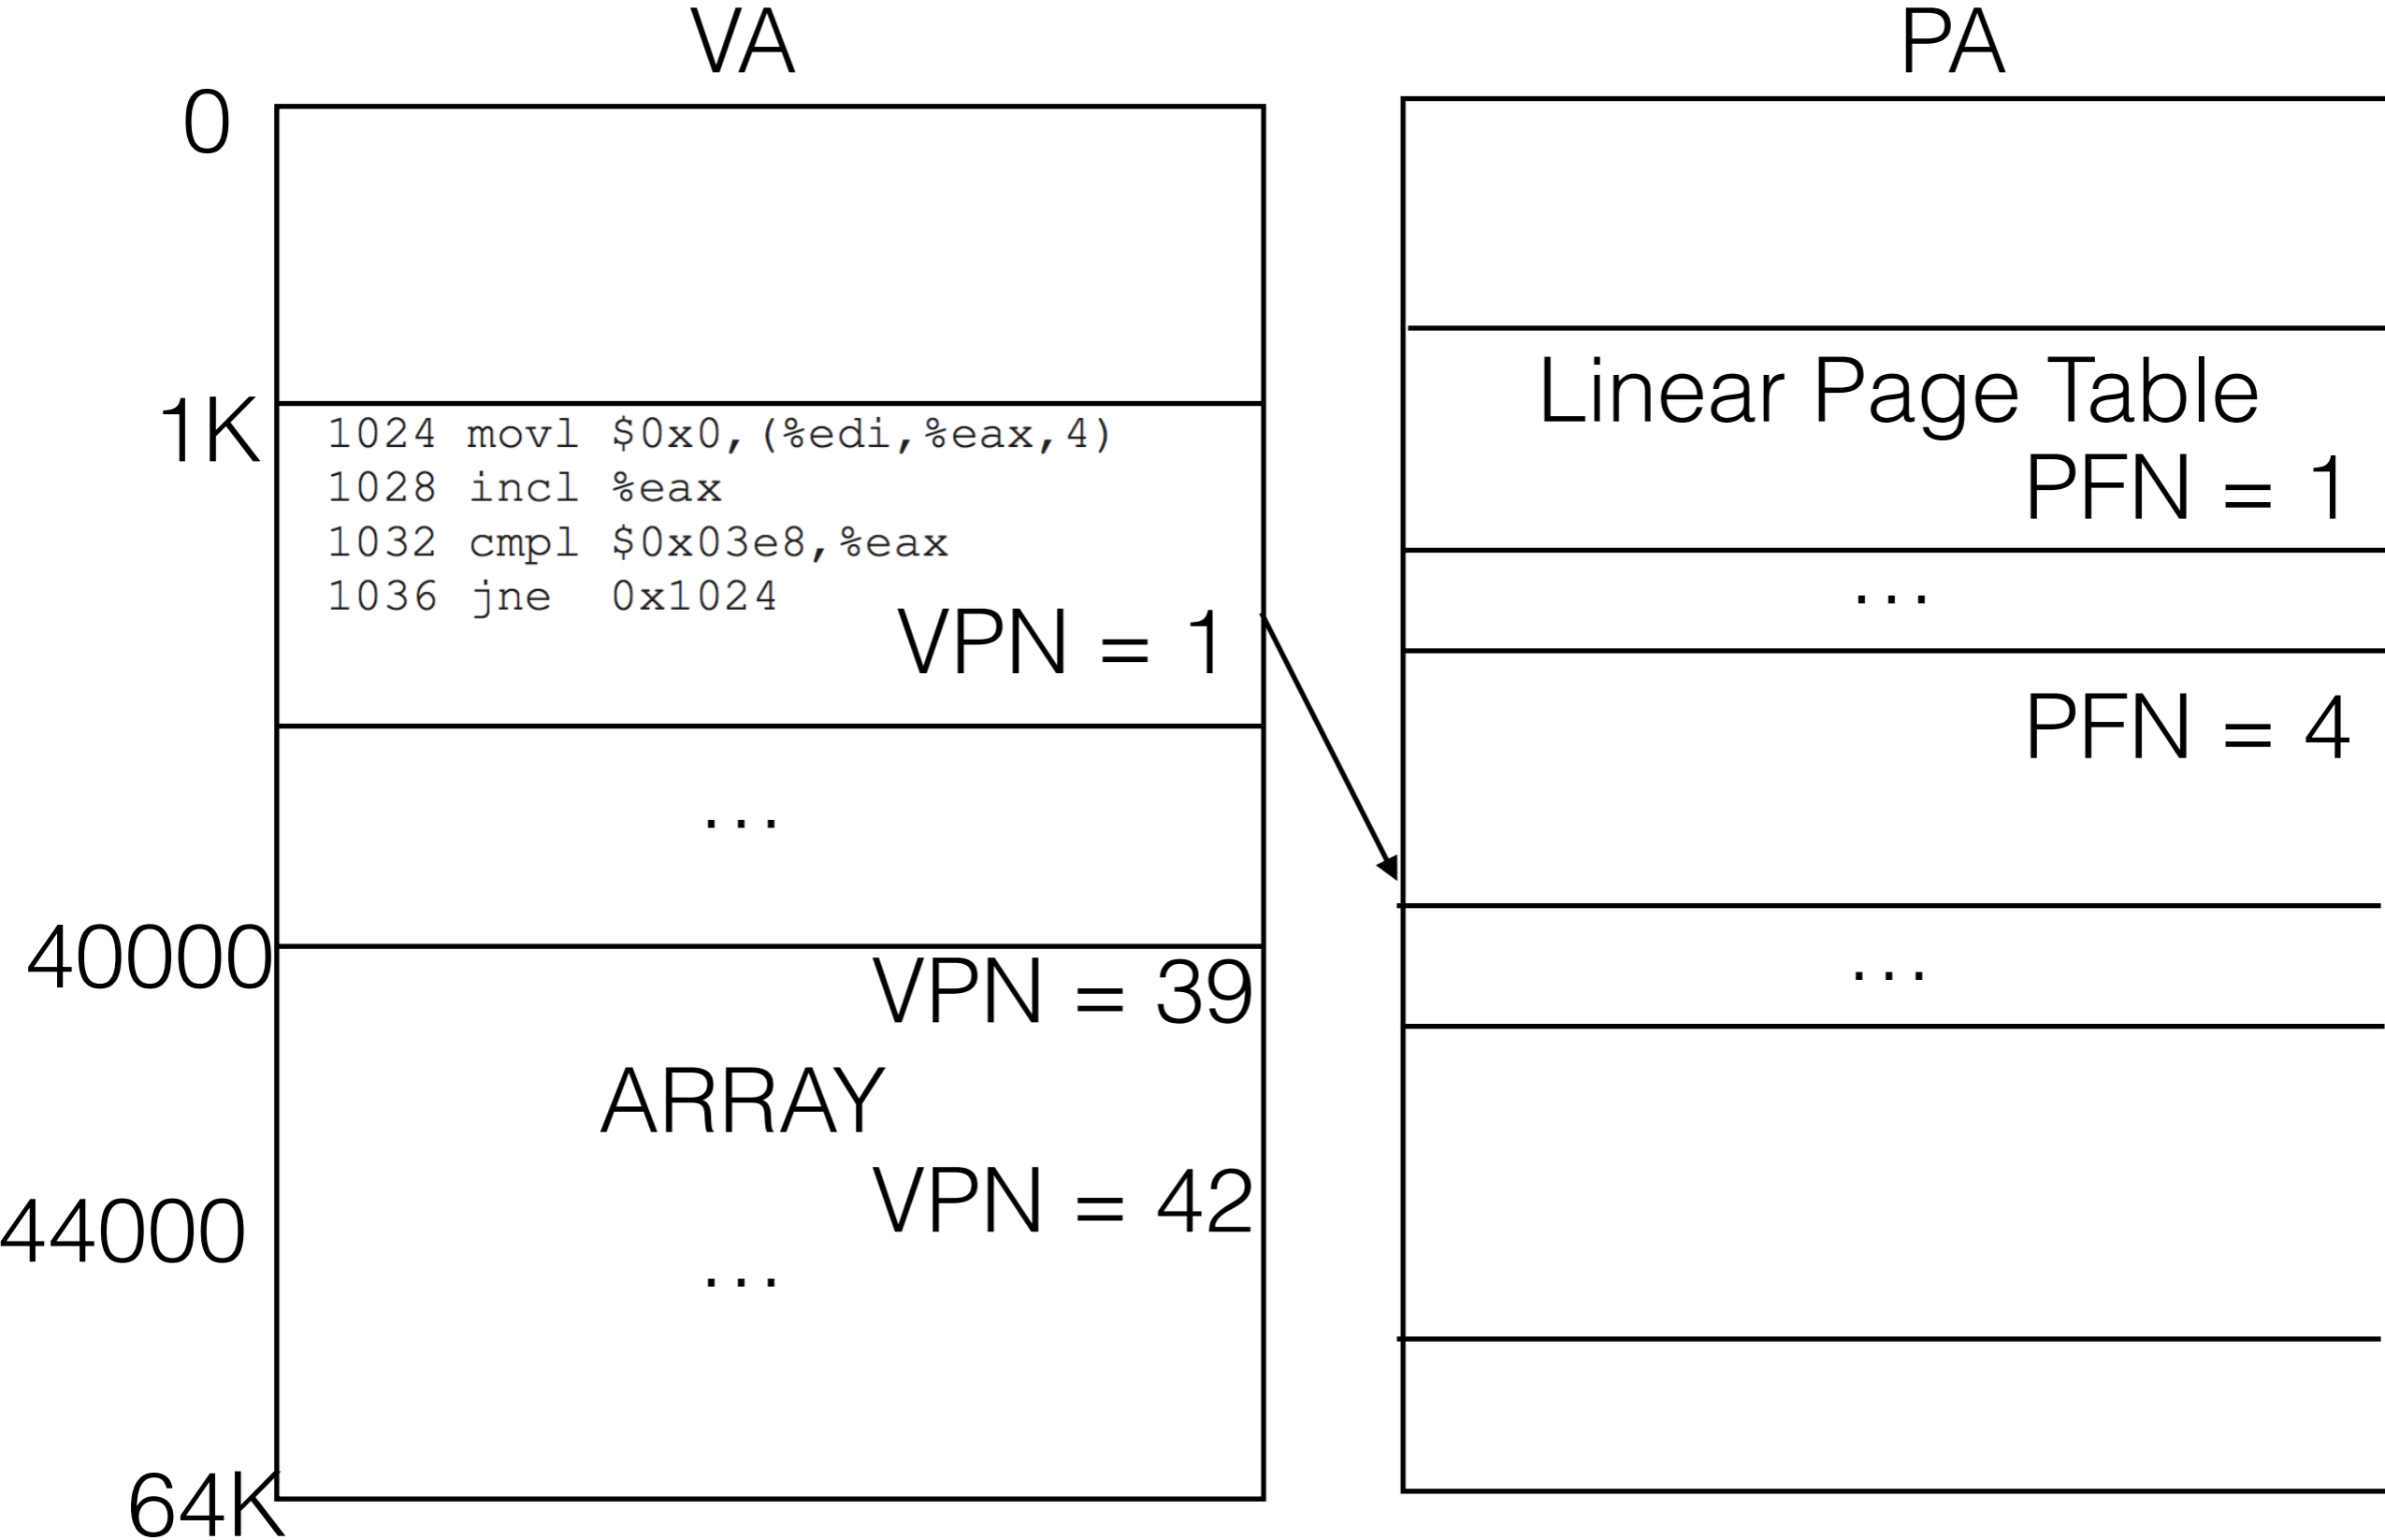 VA
0
1K
1024 movl $0x0,(%edi,%eax,4)
1028 incl %eax
1032 cmpl $0x03e8,%eax
1036 jne 0x1024
VPN = 1
...
40000
VPN = 39
ARRAY
VPN = 42
44000
...
64K
PA
Linear Page Table
PFN = 1
...
PFN = 4
...